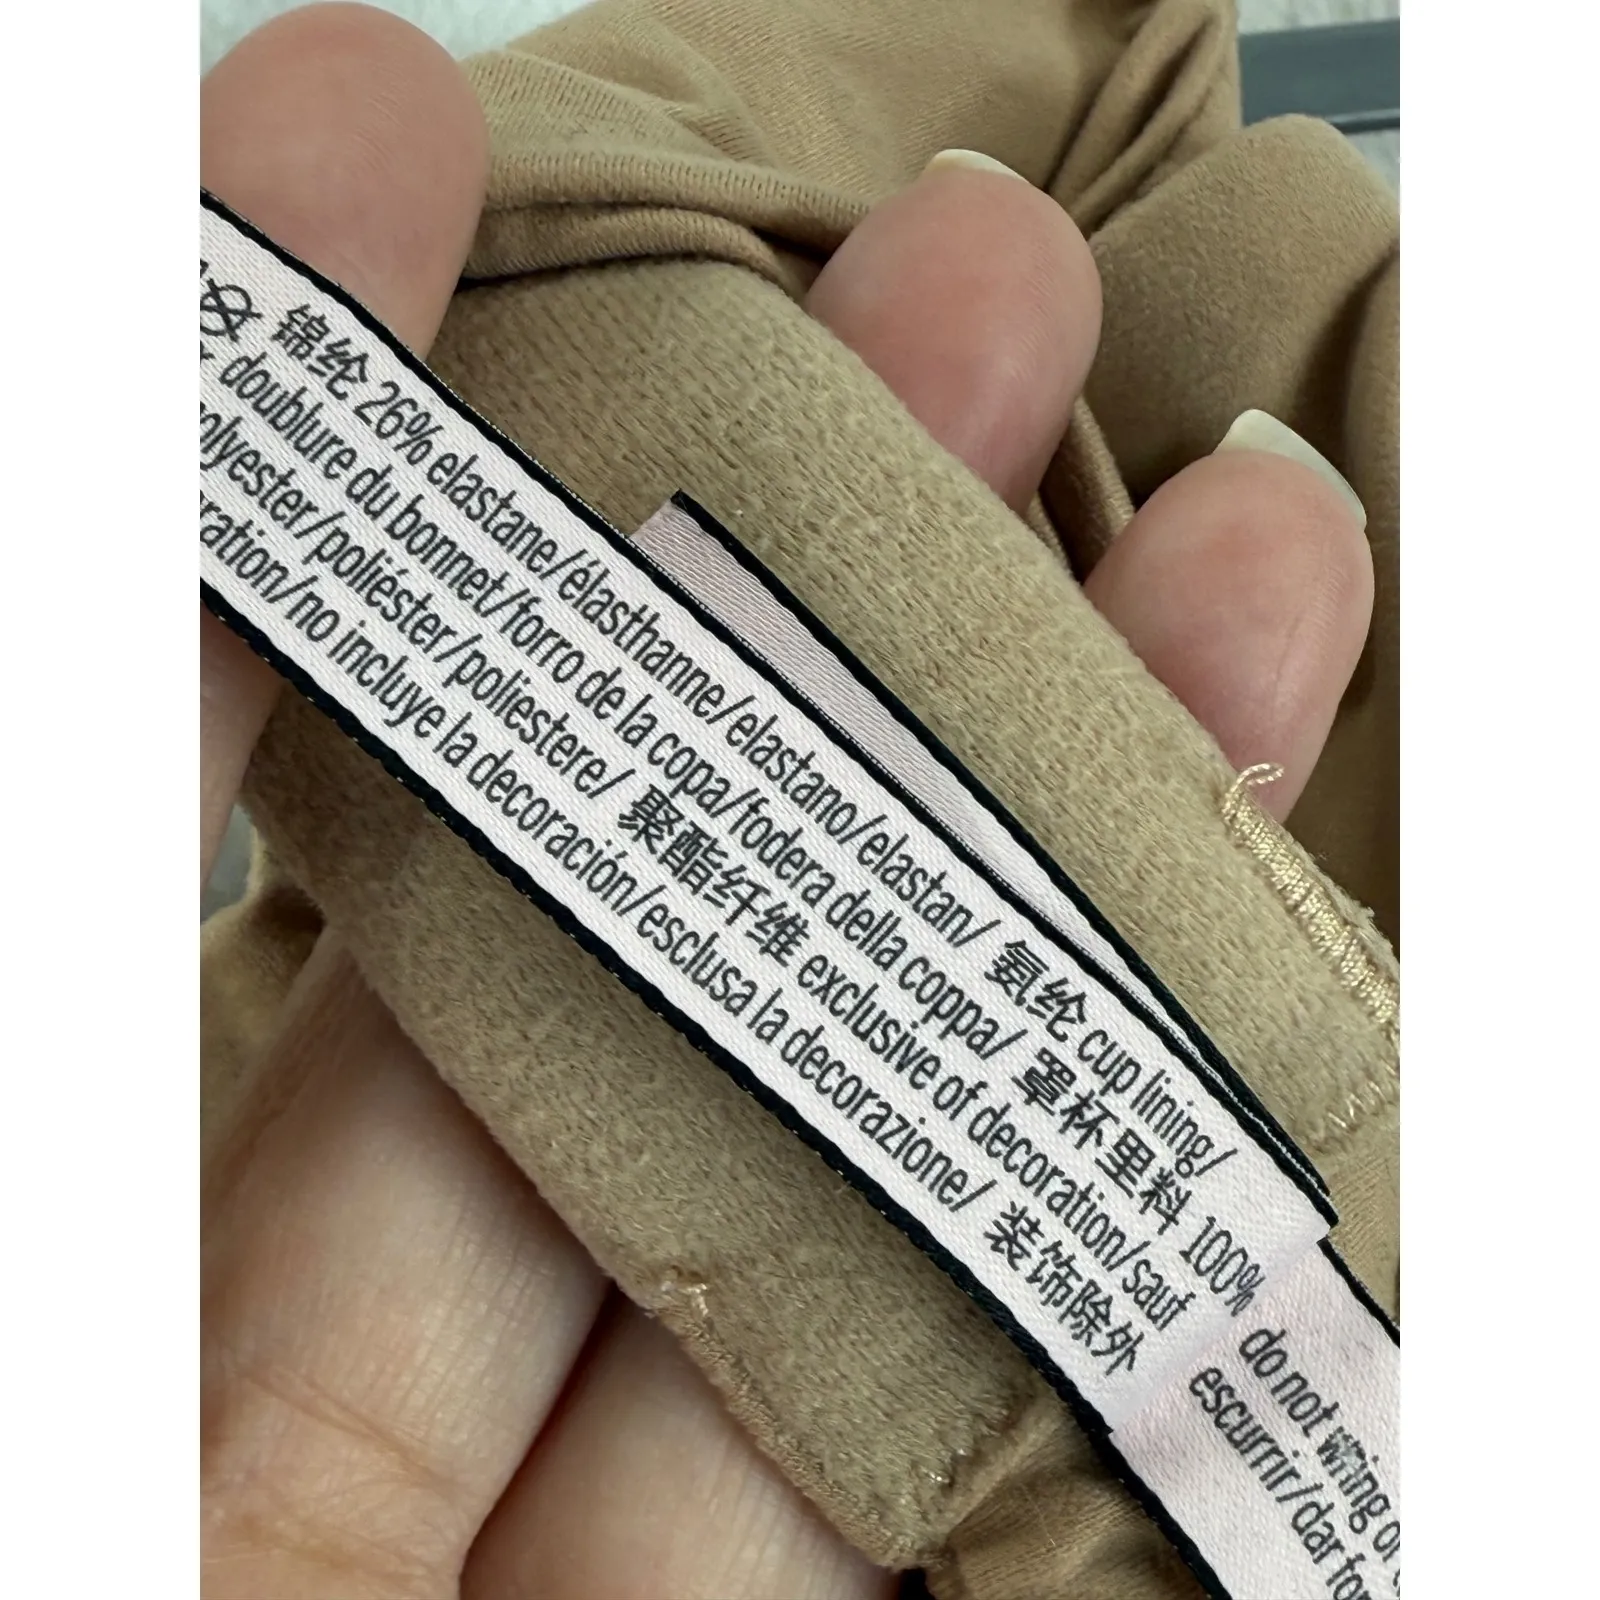 锦纶 26% elastane/élasthanne/elastano/elastan/ 氨纶 cup lining/
doublure du bonnet/forro de la copa/fodera della coppa/ 罩杯里料 100%
polyester/poliéster/poliestere/ 聚酯纤维 exclusive of decoration/sauf
no incluye la decoración/esclusa la decorazione/ 装饰除外
do not wring or
escurrir/dar